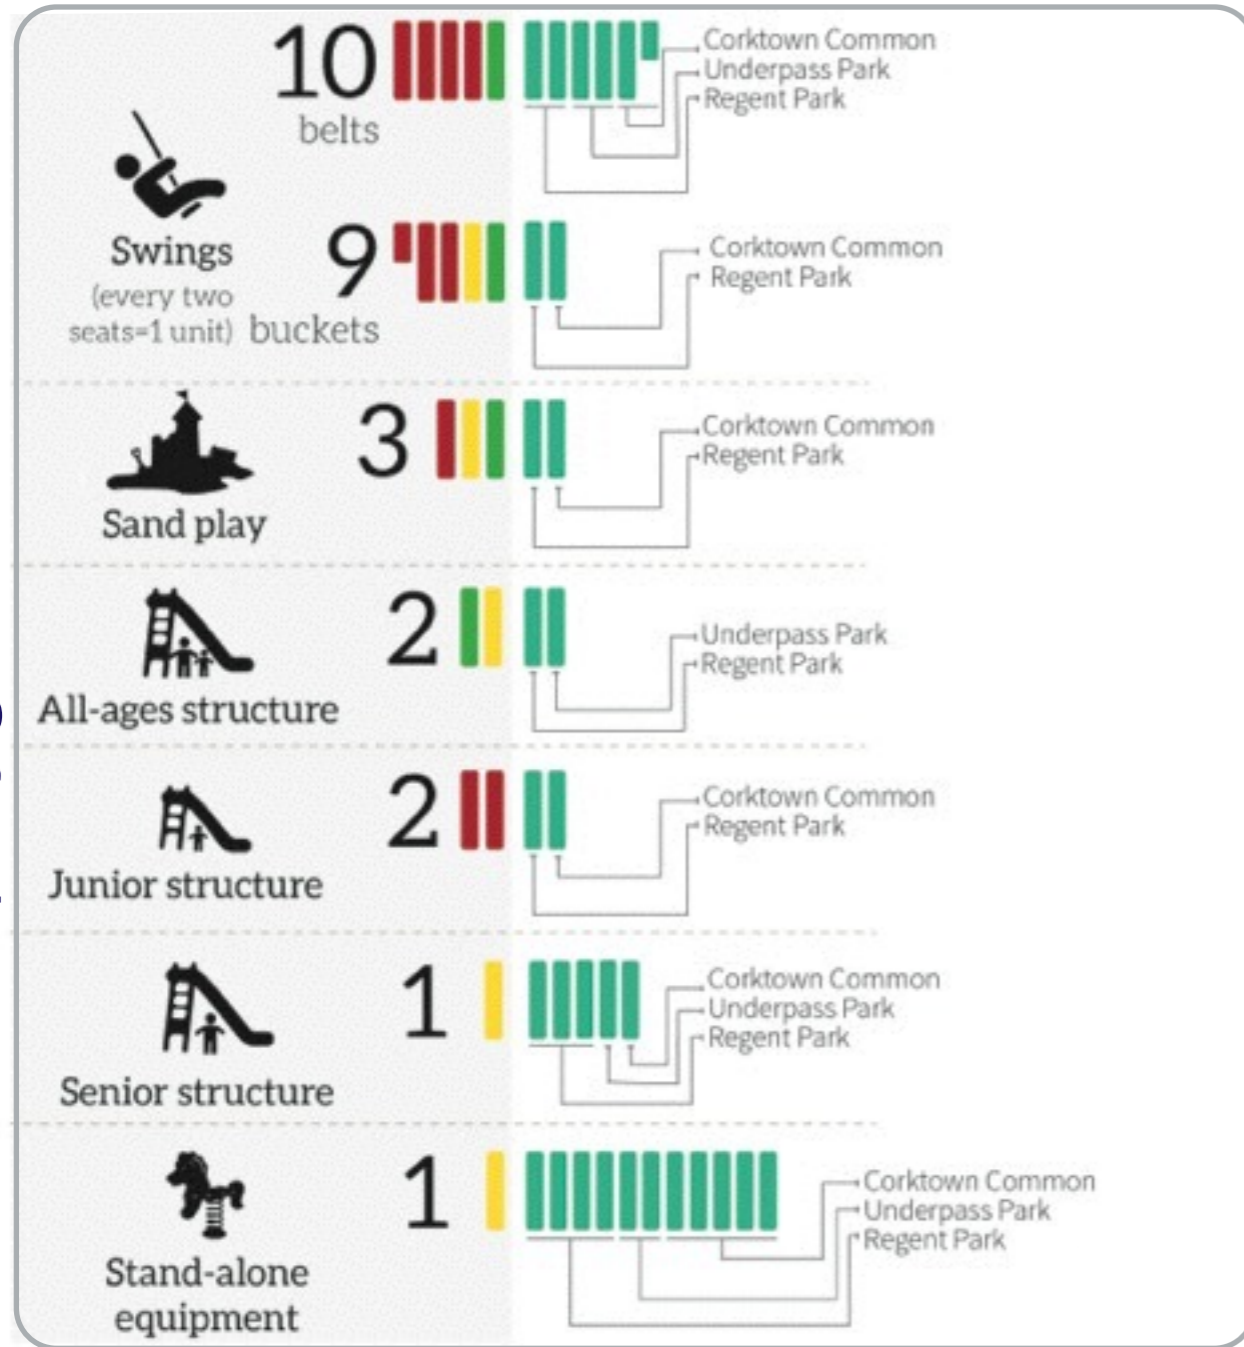 10
belts
Corktown Common
Underpass Park
Regent Park
Swings
(every two
seats=1 unit)
9
buckets
Corktown Common
Regent Park
3
Sand play
Corktown Common
Regent Park
2
All-ages structure
Underpass Park
Regent Park
2
Junior structure
Corktown Common
Regent Park
1
Senior structure
Corktown Common
Underpass Park
Regent Park
1
Stand-alone
equipment
Corktown Common
Underpass Park
Regent Park